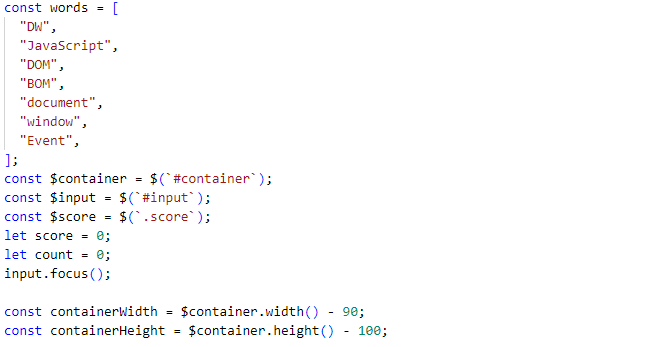 const words = [
"DW",
"JavaScript",
"DOM",
"BOM",
"document",
"window",
"Event",
];
const $container = $(`#container`);
const $input = $(`#input`);
const $score = $(`.score`);
let score = 0;
let count = 0;
input.focus();
const containerWidth = $container.width() - 90;
const containerHeight = $container.height() - 100;